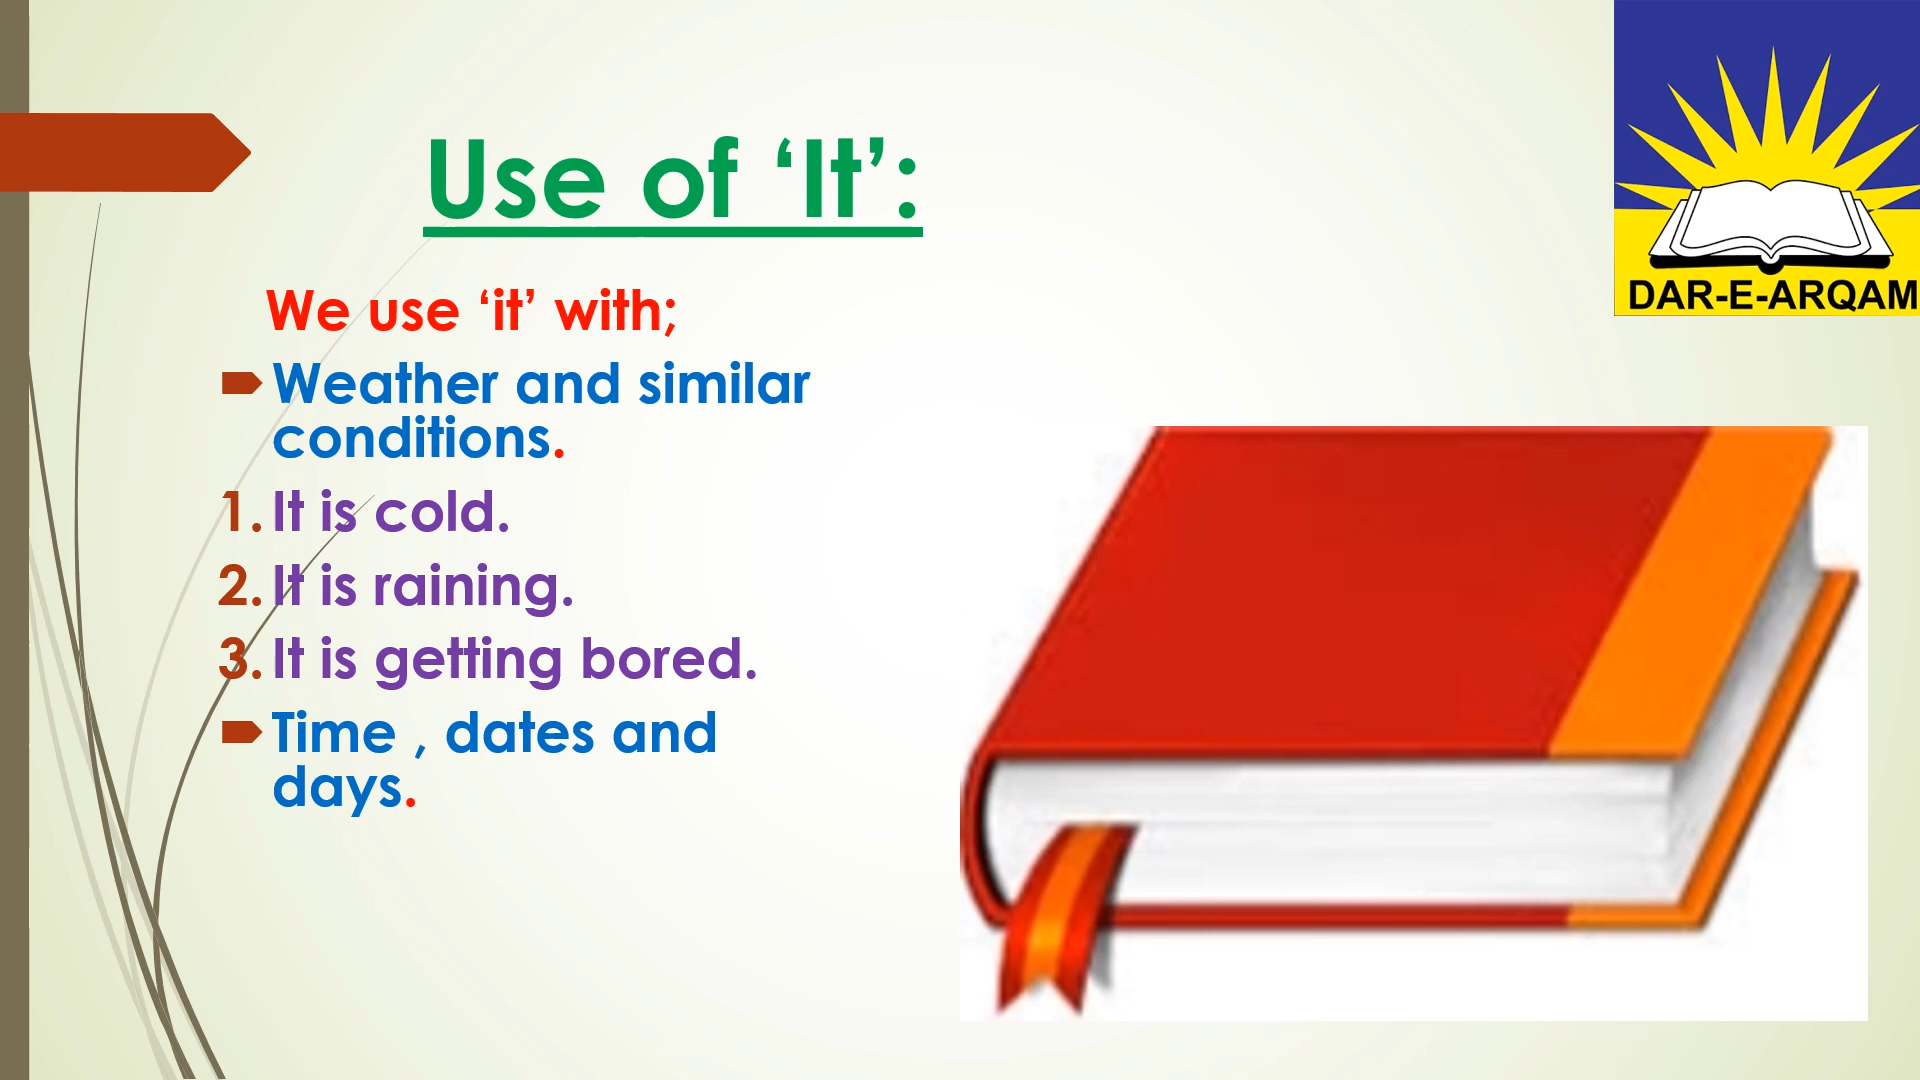 Use of ‘It’:
DAR-E-ARQAM
We use ‘it’ with;
Weather and similar
conditions.
1. It is cold.
2. It is raining.
3. It is getting bored.
Time , dates and
days.